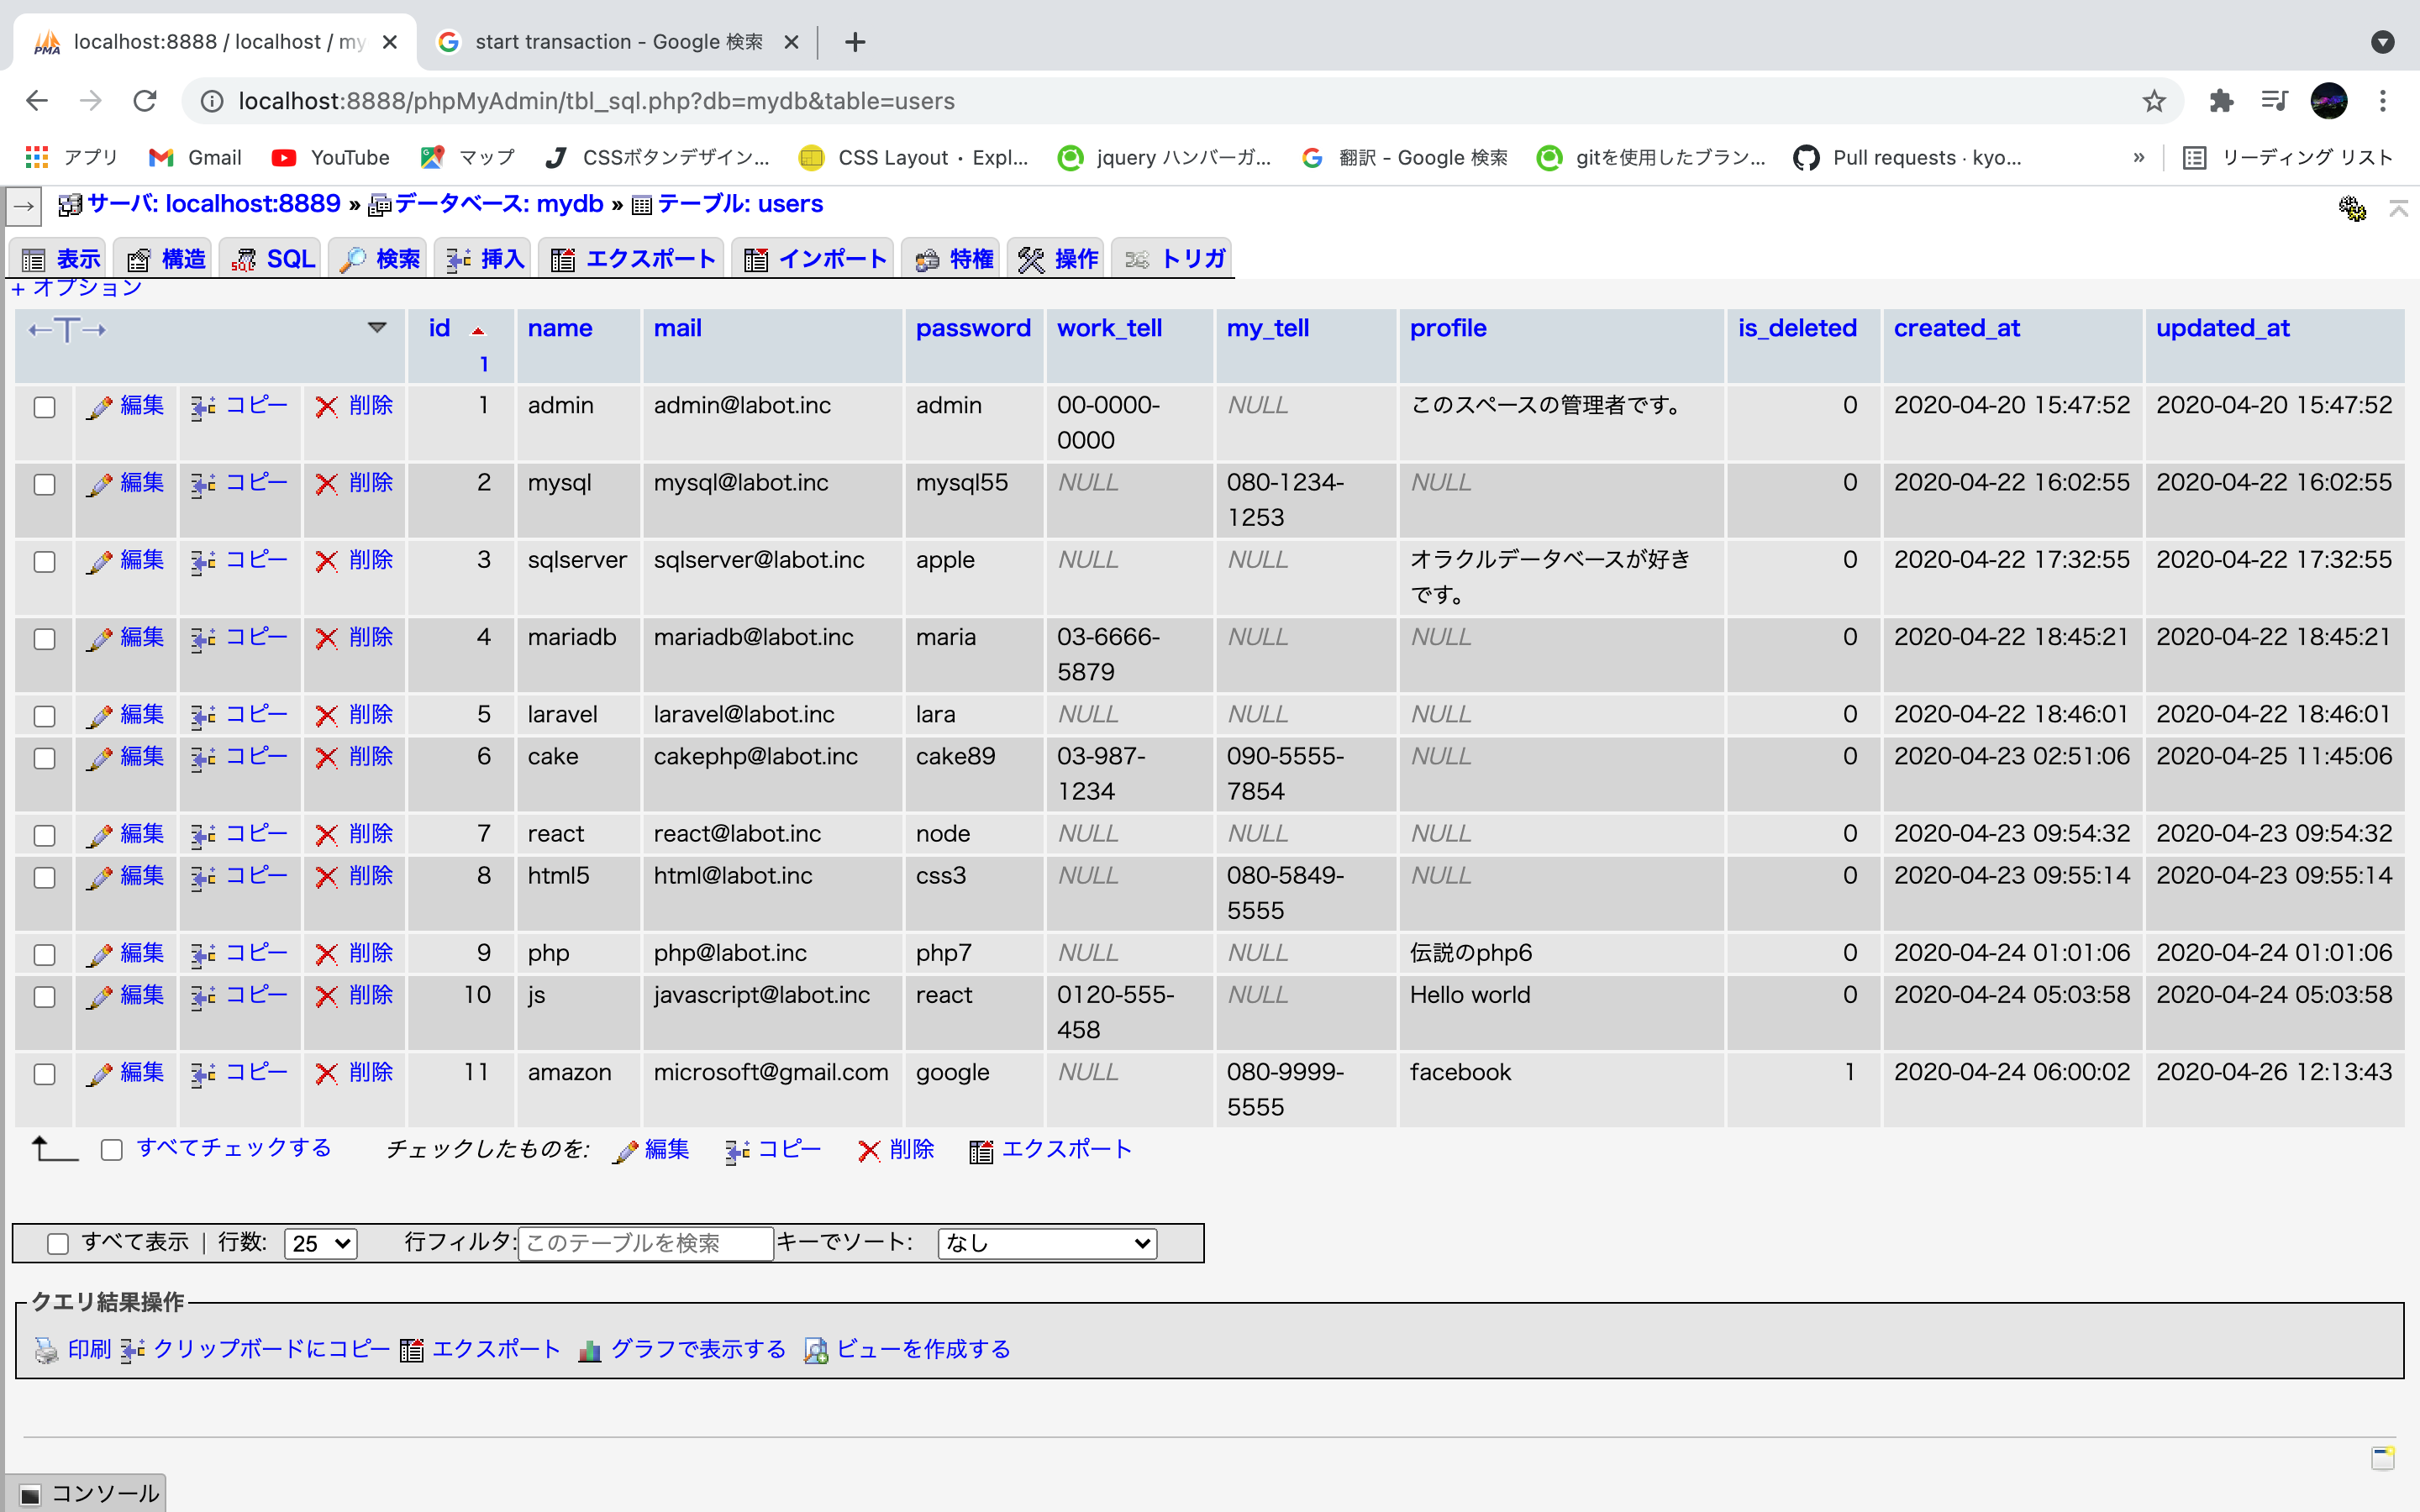 localhost:8888 / localhost / my
start transaction - Google 検索
localhost:8888/phpMyAdmin/tbl_sql.php?db=mydb&table=users
アプリ Gmail YouTube マップ CSSボタンデザイン... CSS Layout · Expl... jquery ハンバーガ... 翻訳 - Google 検索 gitを使用したブラン... Pull requests · kyo... » リーディング リスト
サーバ: localhost:8889 » データベース: mydb » テーブル: users
表示 構造 SQL 検索 挿入 エクスポート インポート 特権 操作 トリガ
+ オプション
←T→ id name mail password work_tell my_tell profile is_deleted created_at updated_at
1
編集 コピー 削除 1 admin admin@labot.inc admin 00-0000- NULL このスペースの管理者です。 0 2020-04-20 15:47:52 2020-04-20 15:47:52
0000
編集 コピー 削除 2 mysql mysql@labot.inc mysql55 NULL 080-1234- NULL 0 2020-04-22 16:02:55 2020-04-22 16:02:55
1253
編集 コピー 削除 3 sqlserver sqlserver@labot.inc apple NULL NULL オラクルデータベースが好き 0 2020-04-22 17:32:55 2020-04-22 17:32:55
です。
編集 コピー 削除 4 mariadb mariadb@labot.inc maria 03-6666- NULL NULL 0 2020-04-22 18:45:21 2020-04-22 18:45:21
5879
編集 コピー 削除 5 laravel laravel@labot.inc lara NULL NULL NULL 0 2020-04-22 18:46:01 2020-04-22 18:46:01
編集 コピー 削除 6 cake cakephp@labot.inc cake89 03-987- 090-5555- NULL 0 2020-04-23 02:51:06 2020-04-25 11:45:06
1234 7854
編集 コピー 削除 7 react react@labot.inc node NULL NULL NULL 0 2020-04-23 09:54:32 2020-04-23 09:54:32
編集 コピー 削除 8 html5 html@labot.inc css3 NULL 080-5849- NULL 0 2020-04-23 09:55:14 2020-04-23 09:55:14
5555
編集 コピー 削除 9 php php@labot.inc php7 NULL NULL 伝説のphp6 0 2020-04-24 01:01:06 2020-04-24 01:01:06
編集 コピー 削除 10 js javascript@labot.inc react 0120-555- NULL Hello world 0 2020-04-24 05:03:58 2020-04-24 05:03:58
458
編集 コピー 削除 11 amazon microsoft@gmail.com google NULL 080-9999- facebook 1 2020-04-24 06:00:02 2020-04-26 12:13:43
5555
すべてチェックする チェックしたものを: 編集 コピー 削除 エクスポート
すべて表示 | 行数: 25 行フィルタ: このテーブルを検索 キーでソート: なし
クエリ結果操作
印刷 クリップボードにコピー エクスポート グラフで表示する ビューを作成する
コンソール